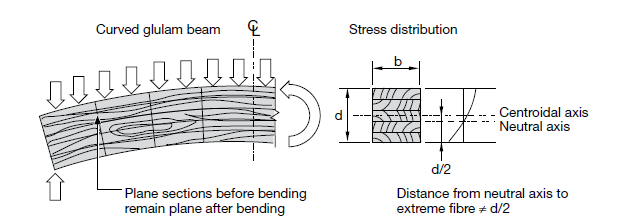 Curved glulam beam
℄
Stress distribution
b
d
Centroidal axis
Neutral axis
d/2
Plane sections before bending
remain plane after bending
Distance from neutral axis to
extreme fibre ≠ d/2